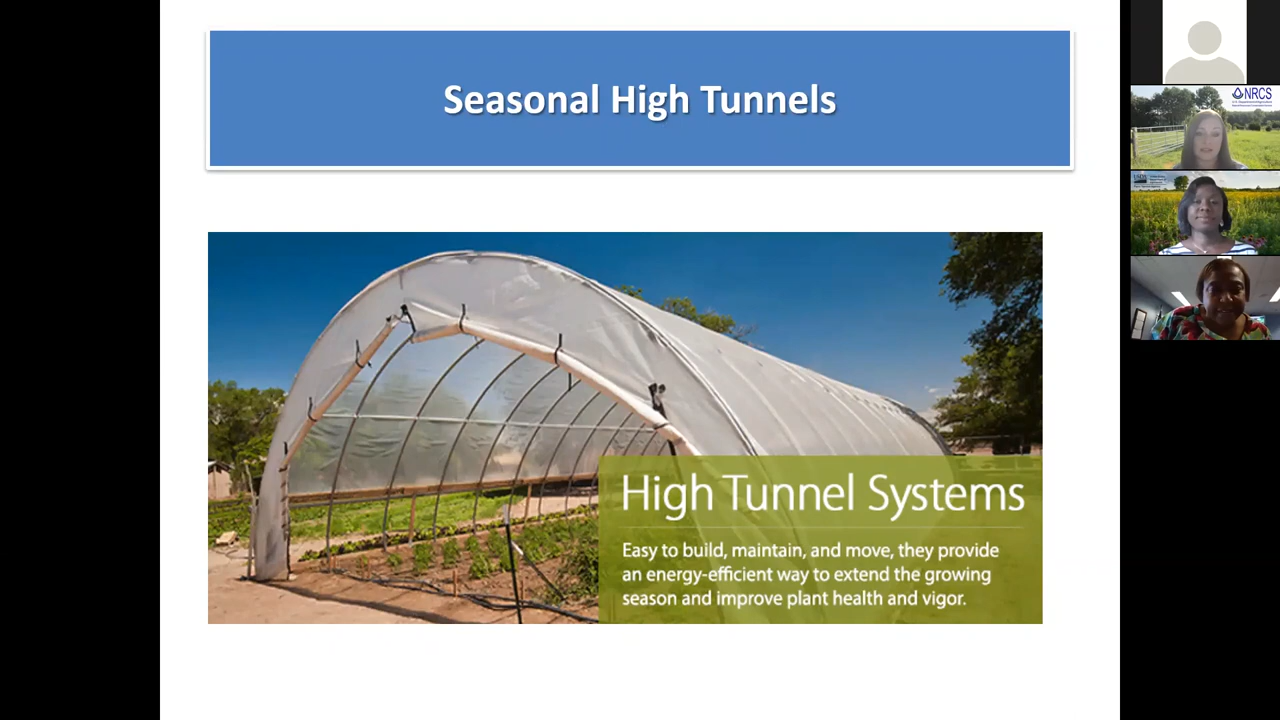 Seasonal High Tunnels
High Tunnel Systems
Easy to build, maintain, and move, they provide
an energy-efficient way to extend the growing
season and improve plant health and vigor.
NRCS
USDA